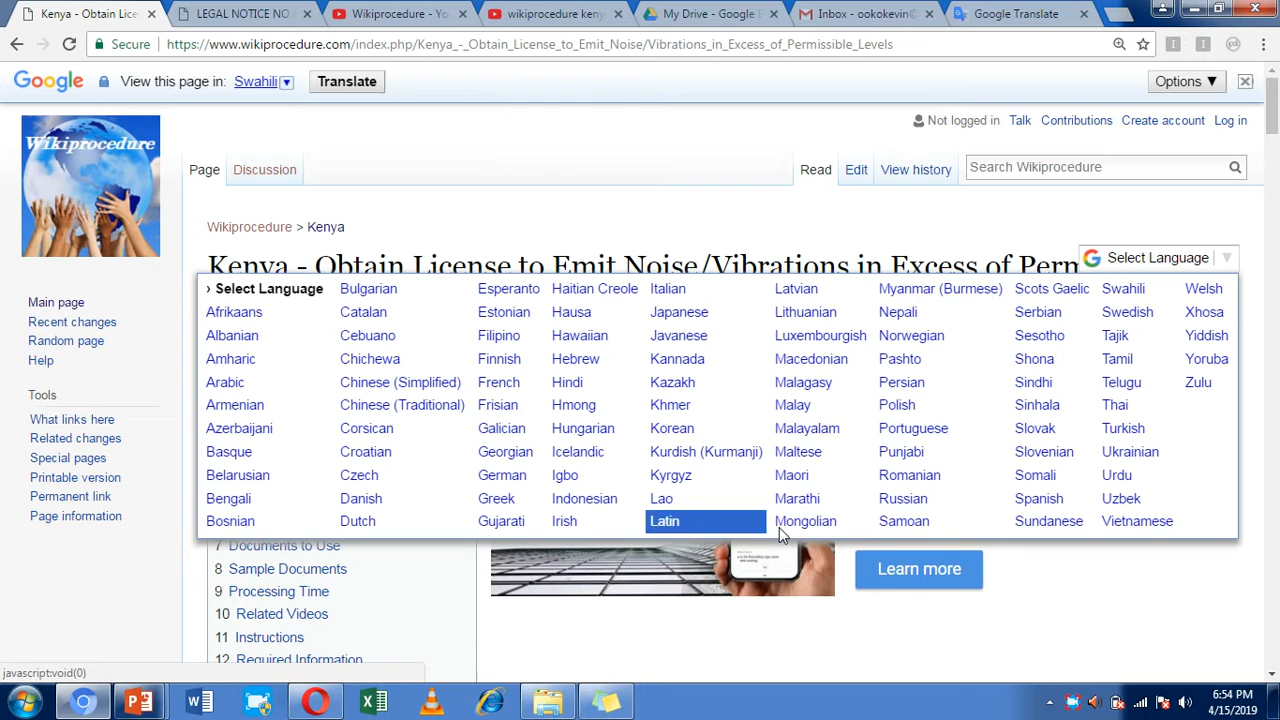 Kenya - Obtain Lice
LEGAL NOTICE NO
Wikiprocedure - Yo
wikiprocedure keny
My Drive - Google
Inbox - ookokevin@
Google Translate
Secure
https://www.wikiprocedure.com/index.php/Kenya_-_Obtain_License_to_Emit_Noise/Vibrations_in_Excess_of_Permissible_Levels
Google View this page in: Swahili Translate Options
Not logged in Talk Contributions Create account Log in
Wikiprocedure
Page Discussion Read Edit View history Search Wikiprocedure
Wikiprocedure > Kenya
Kenya - Obtain License to Emit Noise/Vibrations in Excess of Perm
G Select Language
Main page
Recent changes
Random page
Help
Tools
What links here
Related changes
Special pages
Printable version
Permanent link
Page information
› Select Language Bulgarian Esperanto Haitian Creole Italian Latvian Myanmar (Burmese) Scots Gaelic Swahili Welsh
Afrikaans Catalan Estonian Hausa Japanese Lithuanian Nepali Serbian Swedish Xhosa
Albanian Cebuano Filipino Hawaiian Javanese Luxembourgish Norwegian Sesotho Tajik Yiddish
Amharic Chichewa Finnish Hebrew Kannada Macedonian Pashto Shona Tamil Yoruba
Arabic Chinese (Simplified) French Hindi Kazakh Malagasy Persian Sindhi Telugu Zulu
Armenian Chinese (Traditional) Frisian Hmong Khmer Malay Polish Sinhala Thai
Azerbaijani Corsican Galician Hungarian Korean Malayalam Portuguese Slovak Turkish
Basque Croatian Georgian Icelandic Kurdish (Kurmanji) Maltese Punjabi Slovenian Ukrainian
Belarusian Czech German Igbo Kyrgyz Maori Romanian Somali Urdu
Bengali Danish Greek Indonesian Lao Marathi Russian Spanish Uzbek
Bosnian Dutch Gujarati Irish Latin Mongolian Samoan Sundanese Vietnamese
7 Documents to Use
8 Sample Documents
9 Processing Time
10 Related Videos
11 Instructions
12 Required Information
Learn more
javascript:void(0)
6:54 PM
4/15/2019